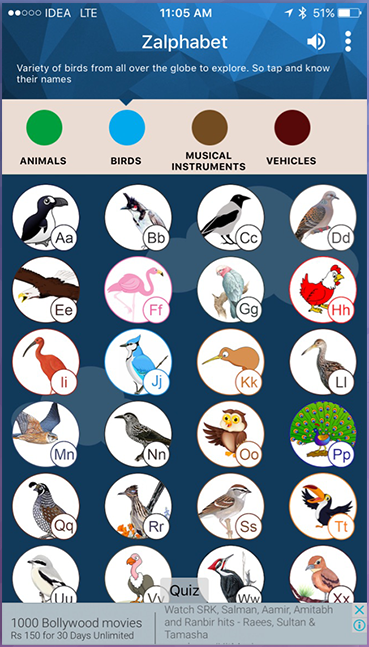 IDEA LTE 11:05 AM 51%
Zalphabet
Variety of birds from all over the globe to explore. So tap and know
their names
ANIMALS BIRDS MUSICAL INSTRUMENTS VEHICLES
Aa Bb Cc Dd
Ee Ff Gg Hh
Ii Jj Kk Ll
Mn Nn Oo Pp
Qq Rr Ss Tt
Uu Vv Ww Xx
Quiz
1000 Bollywood movies
Rs 150 for 30 Days Unlimited
Watch SRK, Salman, Aamir, Amitabh
and Ranbir hits - Raees, Sultan &
Tamasha